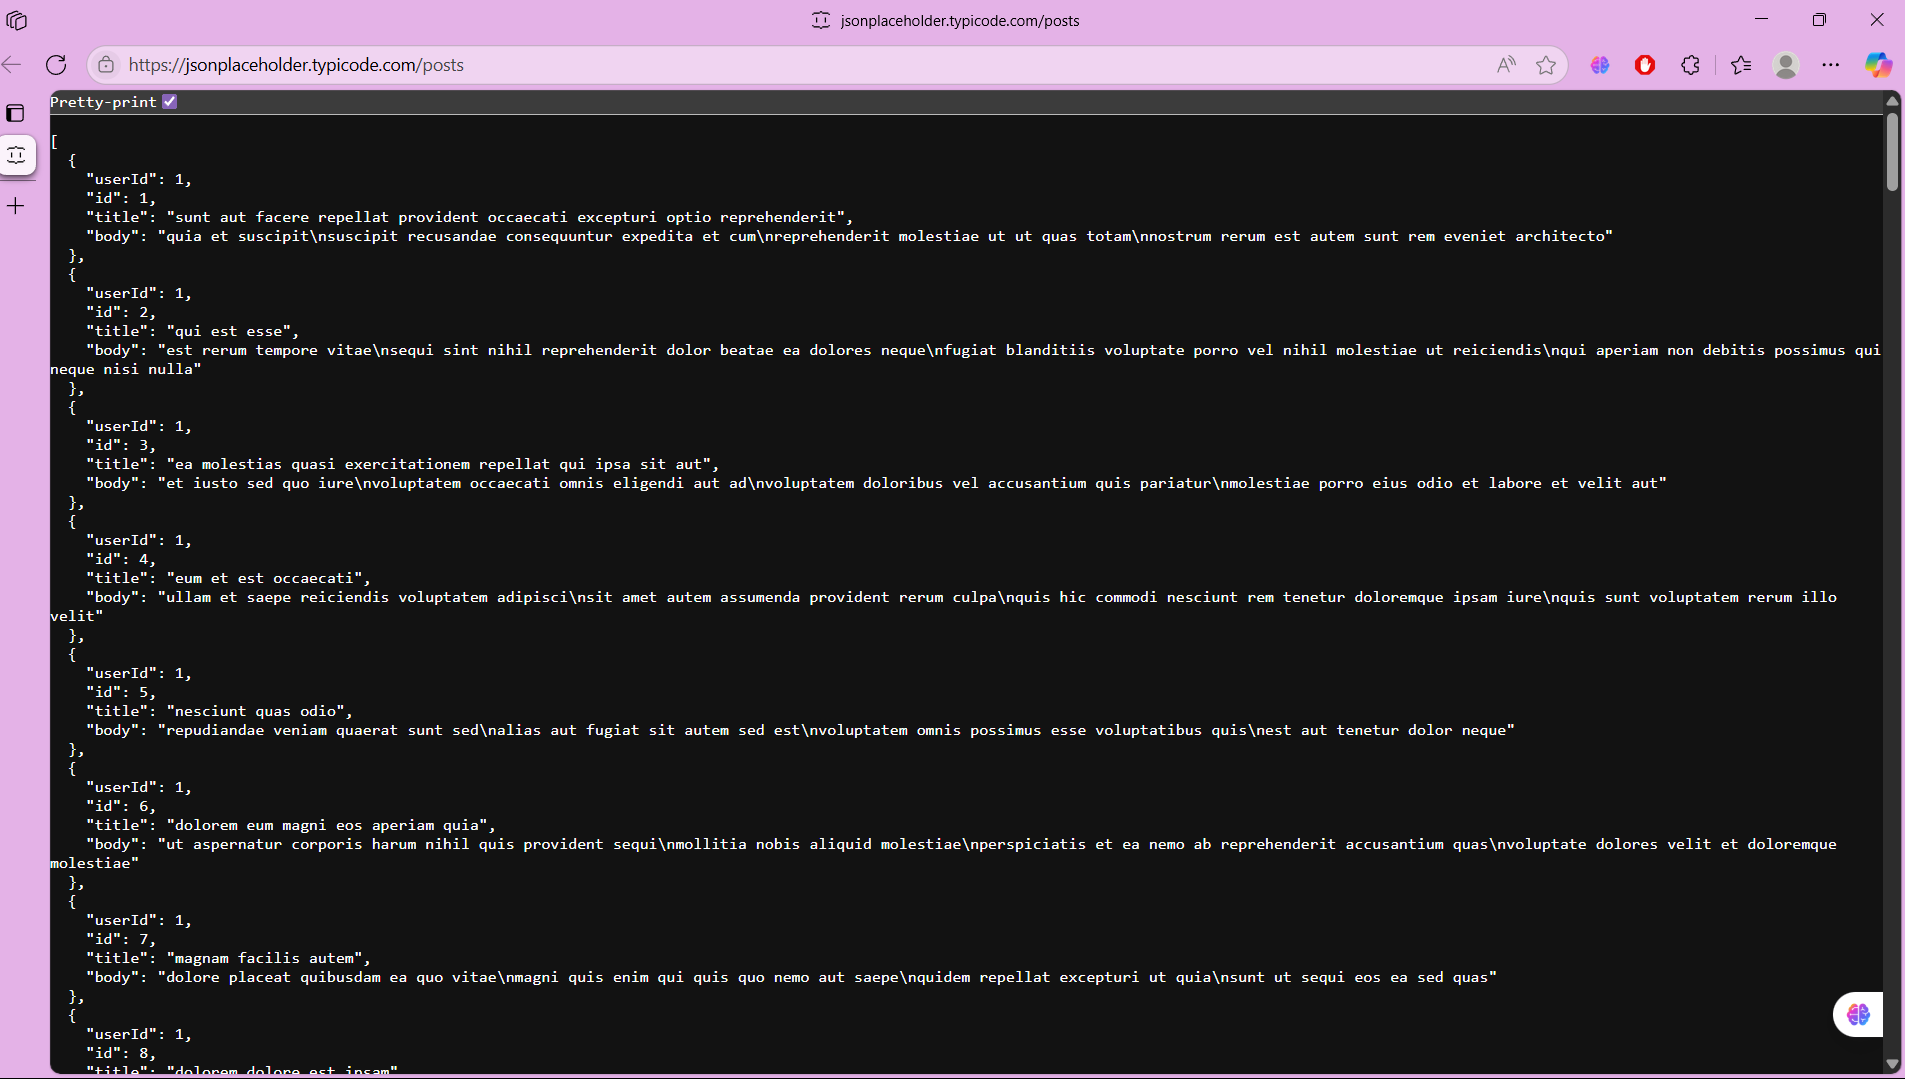 jsonplaceholder.typicode.com/posts
https://jsonplaceholder.typicode.com/posts
Pretty-print
[
  {
    "userId": 1,
    "id": 1,
    "title": "sunt aut facere repellat provident occaecati excepturi optio reprehenderit",
    "body": "quia et suscipit\nsuscipit recusandae consequuntur expedita et cum\nreprehenderit molestiae ut ut quas totam\nnostrum rerum est autem sunt rem eveniet architecto"
  },
  {
    "userId": 1,
    "id": 2,
    "title": "qui est esse",
    "body": "est rerum tempore vitae\nsequi sint nihil reprehenderit dolor beatae ea dolores neque\nfugiat blanditiis voluptate porro vel nihil molestiae ut reiciendis\nqui aperiam non debitis possimus qui
neque nisi nulla"
  },
  {
    "userId": 1,
    "id": 3,
    "title": "ea molestias quasi exercitationem repellat qui ipsa sit aut",
    "body": "et iusto sed quo iure\nvoluptatem occaecati omnis eligendi aut ad\nvoluptatem doloribus vel accusantium quis pariatur\nmolestiae porro eius odio et labore et velit aut"
  },
  {
    "userId": 1,
    "id": 4,
    "title": "eum et est occaecati",
    "body": "ullam et saepe reiciendis voluptatem adipisci\nsit amet autem assumenda provident rerum culpa\nquis hic commodi nesciunt rem tenetur doloremque ipsam iure\nquis sunt voluptatem rerum illo
velit"
  },
  {
    "userId": 1,
    "id": 5,
    "title": "nesciunt quas odio",
    "body": "repudiandae veniam quaerat sunt sed\nalias aut fugiat sit autem sed est\nvoluptatem omnis possimus esse voluptatibus quis\nest aut tenetur dolor neque"
  },
  {
    "userId": 1,
    "id": 6,
    "title": "dolorem eum magni eos aperiam quia",
    "body": "ut aspernatur corporis harum nihil quis provident sequi\nmollitia nobis aliquid molestiae\nperspiciatis et ea nemo ab reprehenderit accusantium quas\nvoluptate dolores velit et doloremque
molestiae"
  },
  {
    "userId": 1,
    "id": 7,
    "title": "magnam facilis autem",
    "body": "dolore placeat quibusdam ea quo vitae\nmagni quis enim qui quis quo nemo aut saepe\nquidem repellat excepturi ut quia\nsunt ut sequi eos ea sed quas"
  },
  {
    "userId": 1,
    "id": 8,
    "title": "dolorem dolore est ipsam"